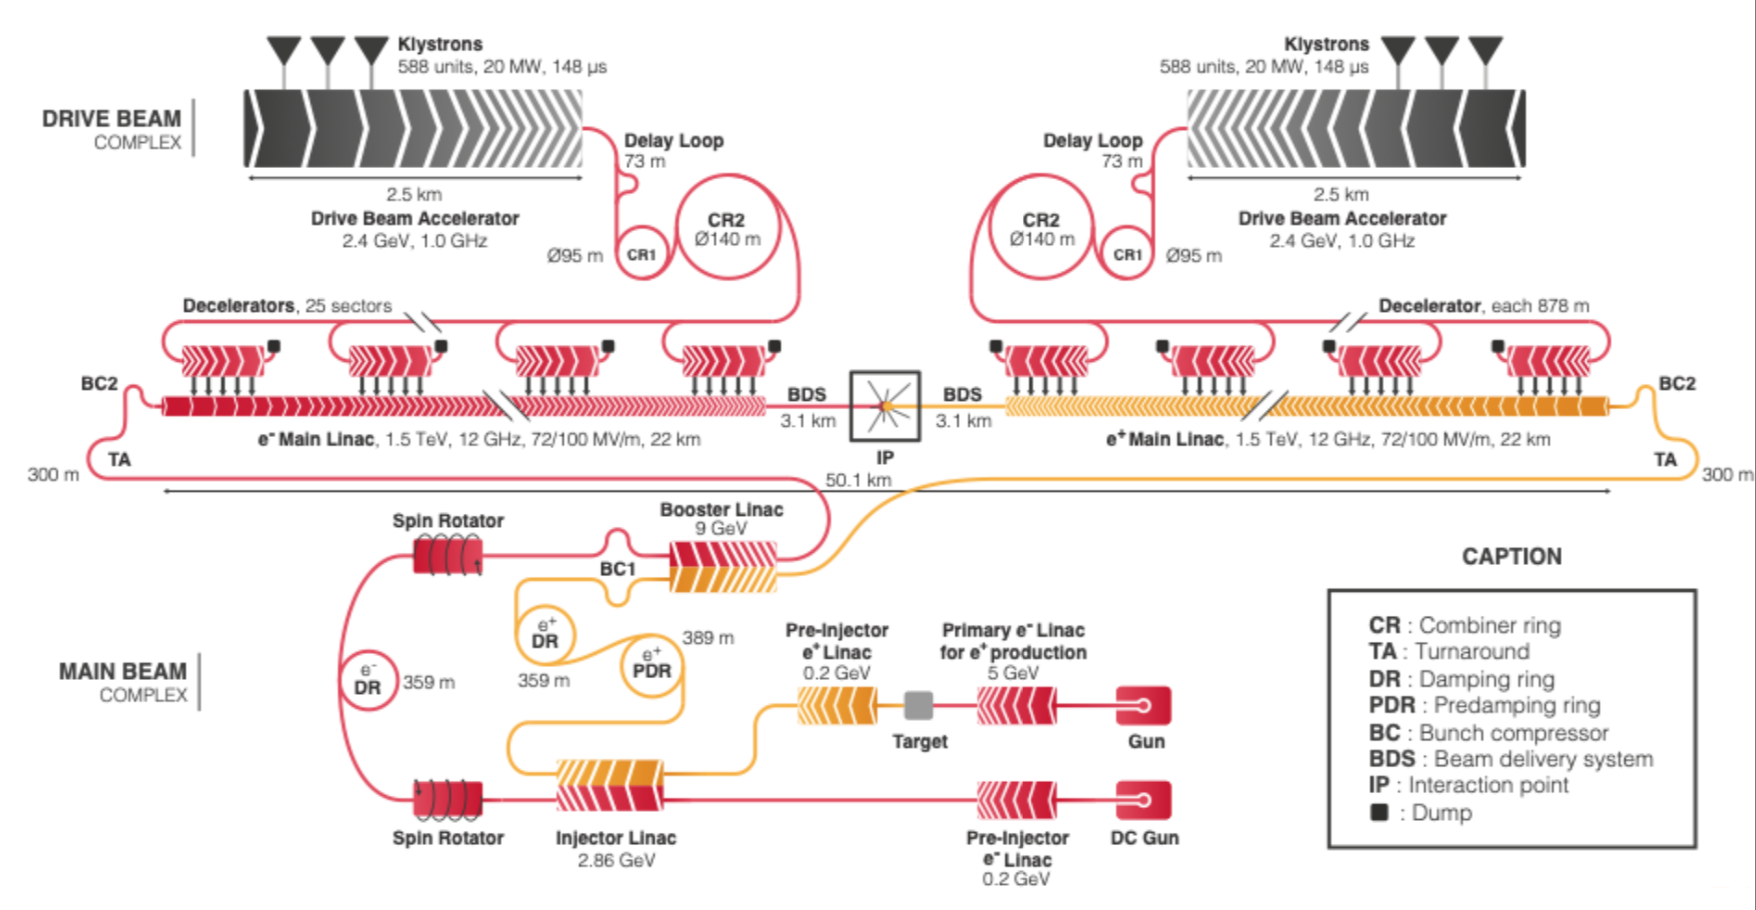 Klystrons
588 units, 20 MW, 148 µs
Klystrons
588 units, 20 MW, 148 µs
DRIVE BEAM
COMPLEX
Delay Loop
73 m
Delay Loop
73 m
2.5 km
Drive Beam Accelerator
2.4 GeV, 1.0 GHz
CR2
Ø140 m
CR1
Ø95 m
CR2
Ø140 m
CR1
Ø95 m
2.5 km
Drive Beam Accelerator
2.4 GeV, 1.0 GHz
Decelerators, 25 sectors
Decelerator, each 878 m
BC2
BDS
3.1 km
BDS
3.1 km
BC2
e⁻ Main Linac, 1.5 TeV, 12 GHz, 72/100 MV/m, 22 km
e⁺ Main Linac, 1.5 TeV, 12 GHz, 72/100 MV/m, 22 km
IP
TA
300 m
TA
300 m
50.1 km
Spin Rotator
Booster Linac
9 GeV
BC1
MAIN BEAM
COMPLEX
e⁻
DR
359 m
e⁺
DR
359 m
e⁺
PDR
389 m
Pre-Injector
e⁺ Linac
0.2 GeV
Primary e⁻ Linac
for e⁺ production
5 GeV
Target
Gun
Spin Rotator
Injector Linac
2.86 GeV
Pre-Injector
e⁻ Linac
0.2 GeV
DC Gun
CAPTION
CR : Combiner ring
TA : Turnaround
DR : Damping ring
PDR : Predamping ring
BC : Bunch compressor
BDS : Beam delivery system
IP : Interaction point
: Dump